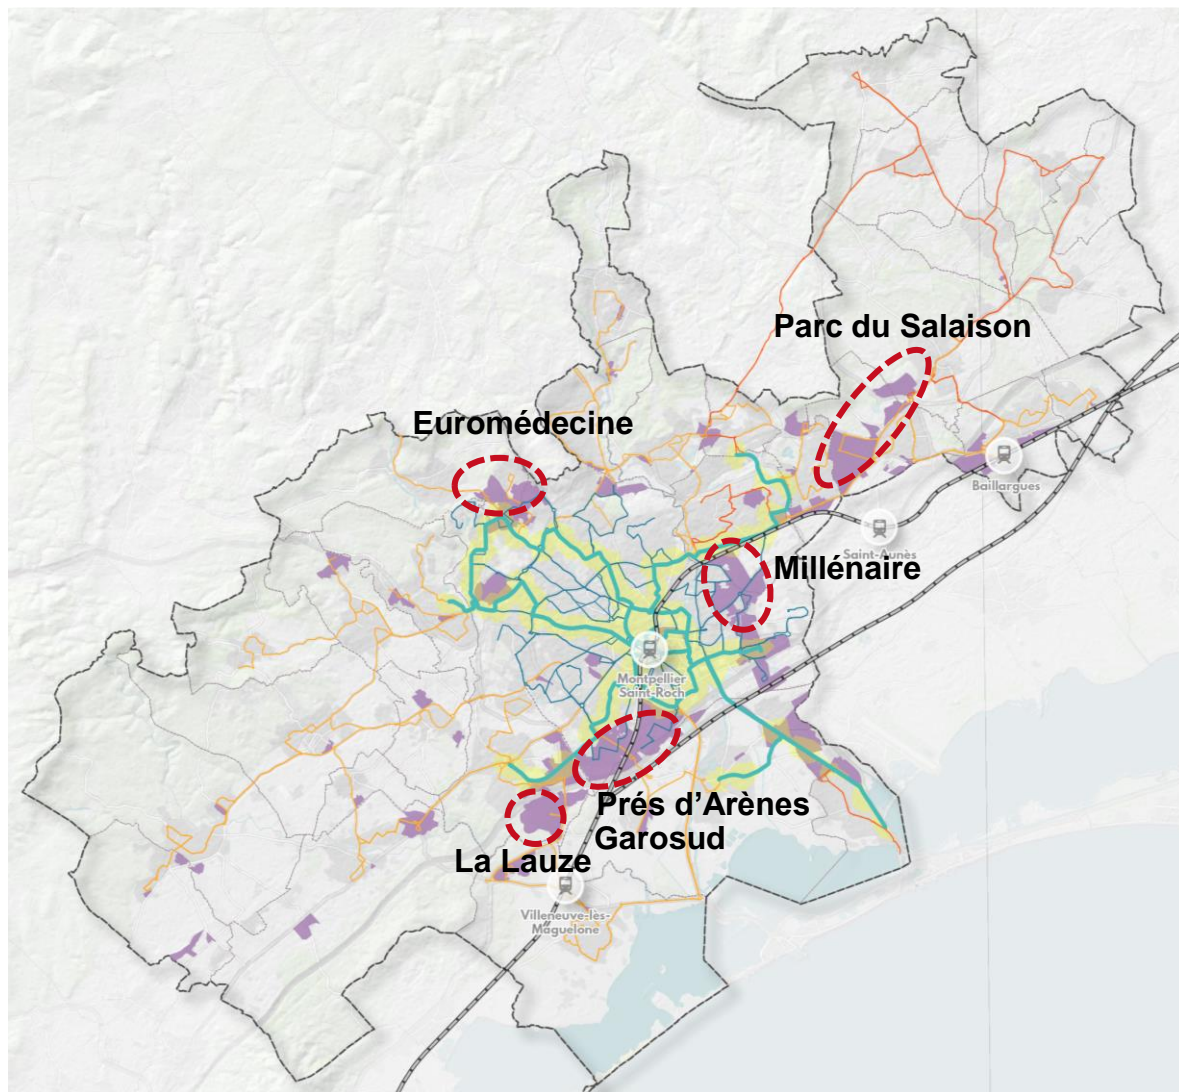 Parc du Salaison
Euromédecine
Baillargues
Saint-Aunès
Millénaire
Montpellier
Saint-Roch
Prés d’Arènes
Garosud
La Lauze
Villeneuve-lès-
Maguelone